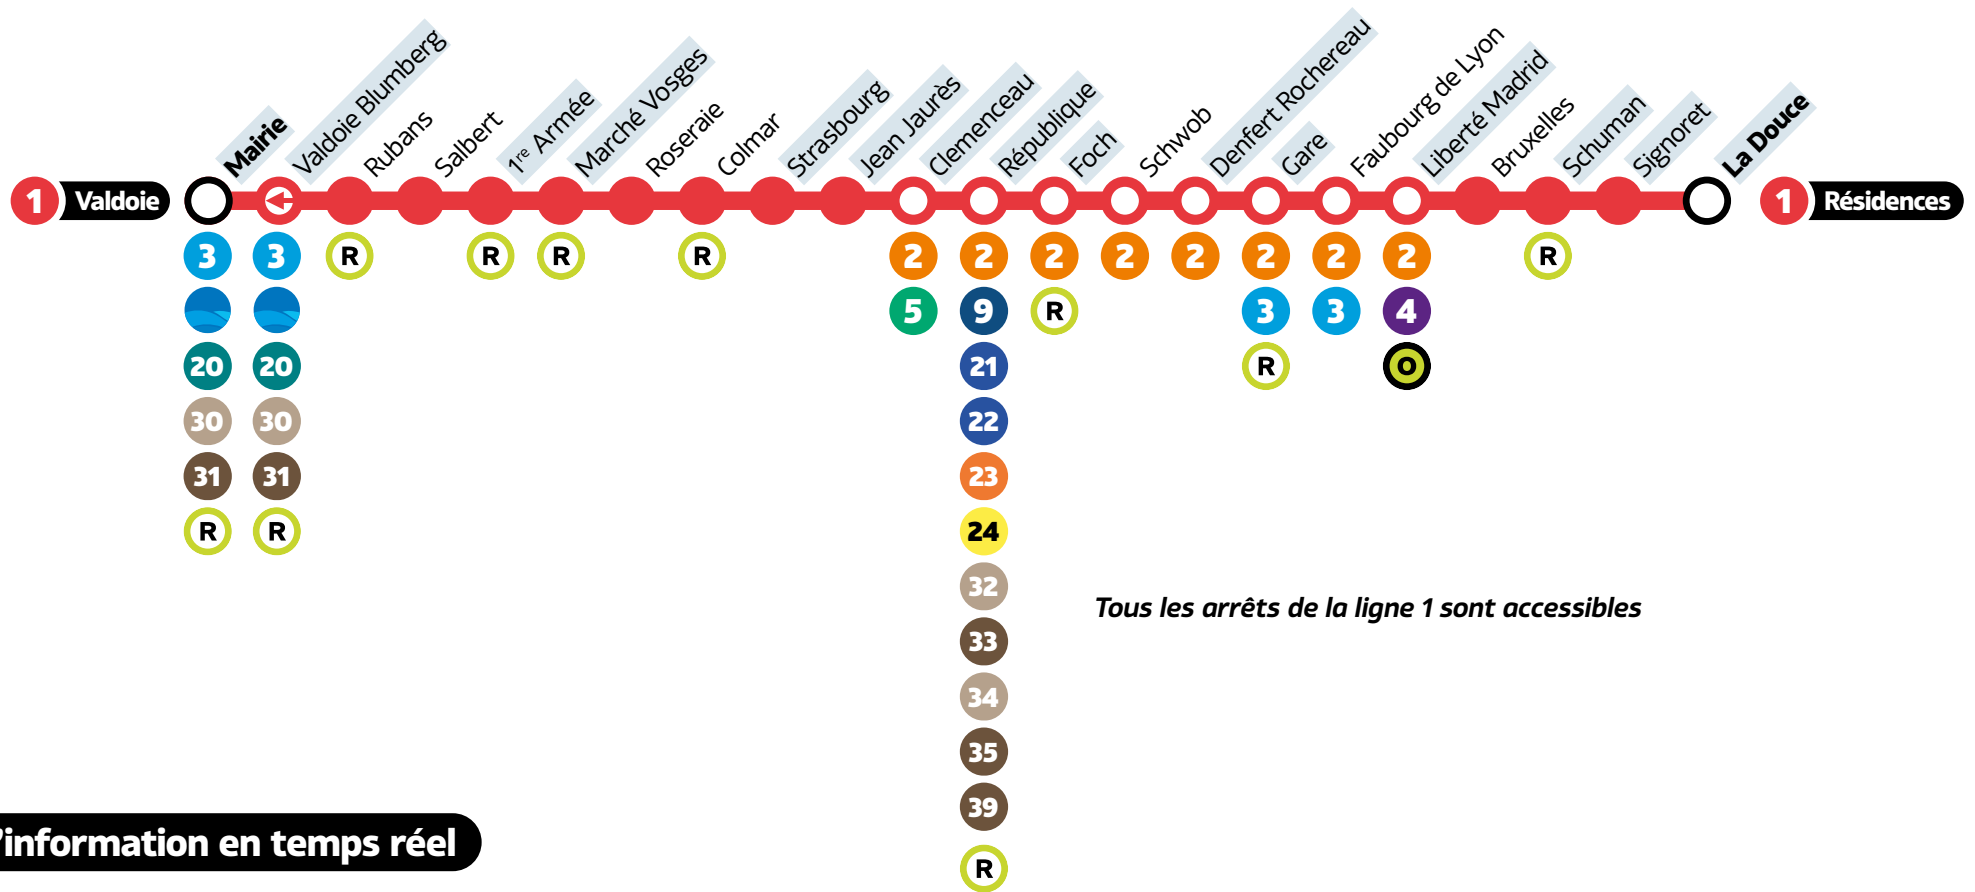 Mairie
Valdoie Blumberg
Rubans
Salbert
1re Armée
Marché Vosges
Roseraie
Colmar
Strasbourg
Jean Jaurès
Clemenceau
République
Foch
Schwob
Denfert Rochereau
Gare
Faubourg de Lyon
Liberté Madrid
Bruxelles
Schuman
Signoret
La Douce
1 Valdoie
1 Résidences
3 3 R R R R 2 2 2 2 2 2 2 2 R
5 9 R 3 3 4
20 20 21 R O
30 30 22
31 31 23
R R 24
32
Tous les arrêts de la ligne 1 sont accessibles
33
34
35
39
'information en temps réel
R